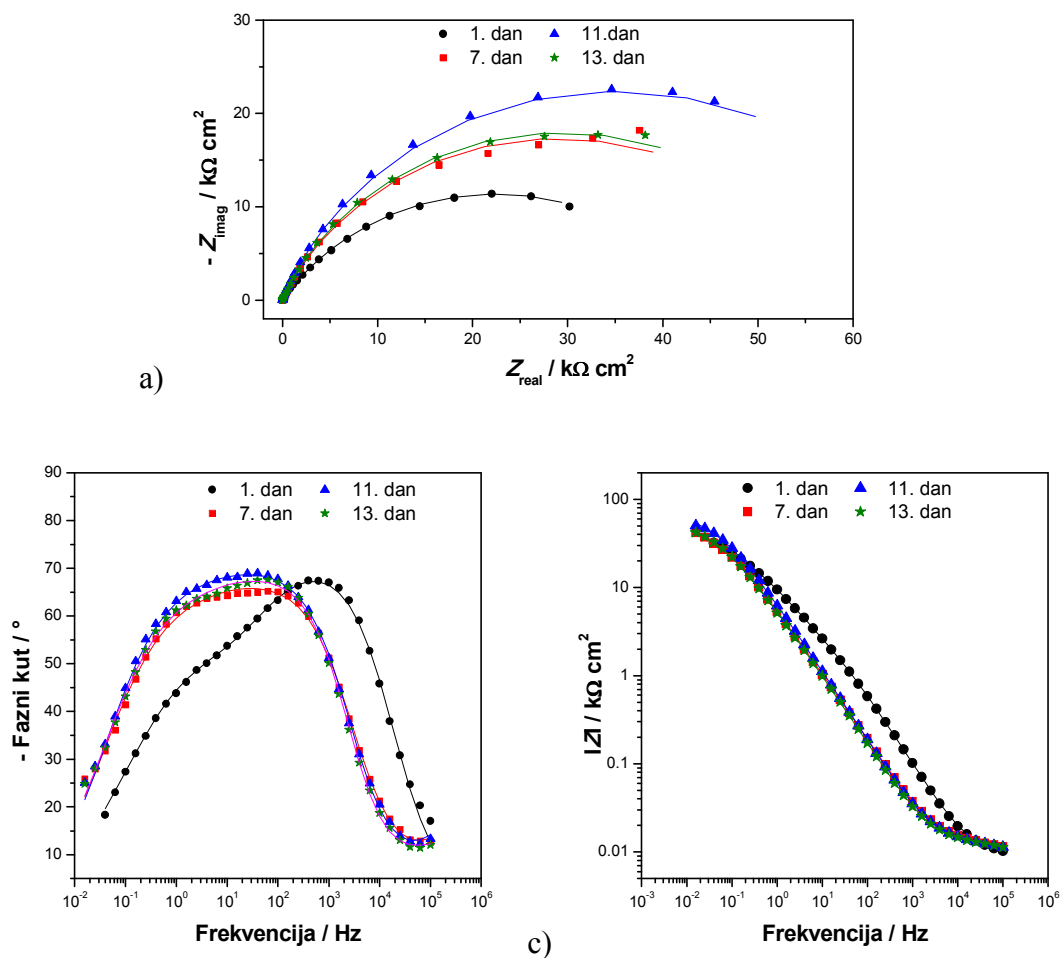 30
20
10
0
- Zimag / kΩ cm²
1. dan
11.dan
7. dan
13. dan
0
10
20
30
40
50
60
Zreal / kΩ cm²
a)
90
80
70
60
50
40
30
20
10
- Fazni kut / °
1. dan
11. dan
7. dan
13. dan
10⁻²
10⁻¹
10⁰
10¹
10²
10³
10⁴
10⁵
10⁶
Frekvencija / Hz
c)
100
10
1
0.1
0.01
|Z| / kΩ cm²
1. dan
11. dan
7. dan
13. dan
10⁻³
10⁻²
10⁻¹
10⁰
10¹
10²
10³
10⁴
10⁵
10⁶
Frekvencija / Hz